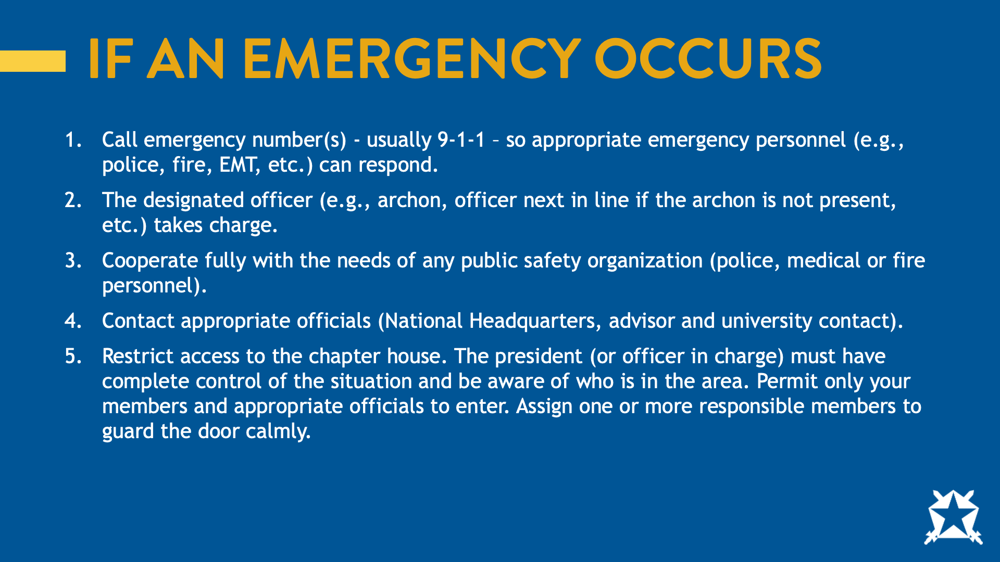 IF AN EMERGENCY OCCURS
1. Call emergency number(s) - usually 9-1-1 – so appropriate emergency personnel (e.g.,
police, fire, EMT, etc.) can respond.
2. The designated officer (e.g., archon, officer next in line if the archon is not present,
etc.) takes charge.
3. Cooperate fully with the needs of any public safety organization (police, medical or fire
personnel).
4. Contact appropriate officials (National Headquarters, advisor and university contact).
5. Restrict access to the chapter house. The president (or officer in charge) must have
complete control of the situation and be aware of who is in the area. Permit only your
members and appropriate officials to enter. Assign one or more responsible members to
guard the door calmly.